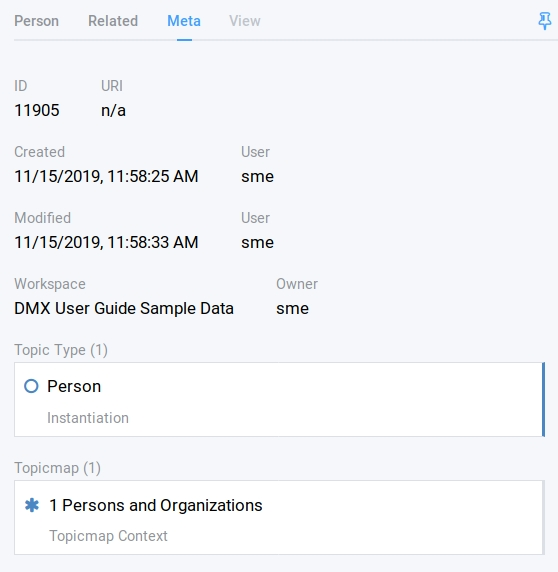 Person Related Meta View
ID URI
11905 n/a
Created User
11/15/2019, 11:58:25 AM sme
Modified User
11/15/2019, 11:58:33 AM sme
Workspace Owner
DMX User Guide Sample Data sme
Topic Type (1)
Person
Instantiation
Topicmap (1)
1 Persons and Organizations
Topicmap Context